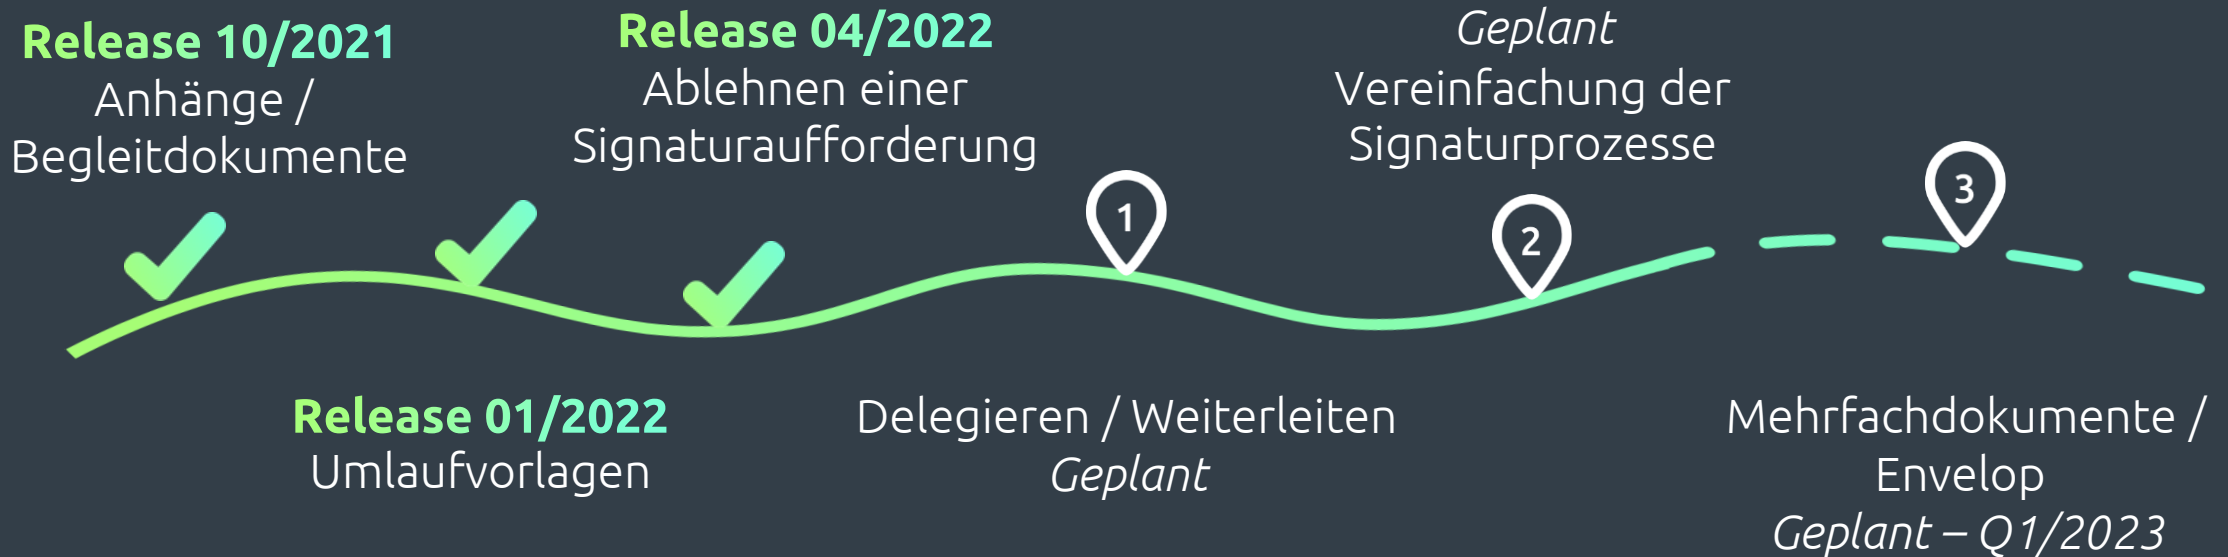 Release 10/2021
Anhänge /
Begleitdokumente
Release 01/2022
Umlaufvorlagen
Release 04/2022
Ablehnen einer
Signaturaufforderung
1
Delegieren / Weiterleiten
Geplant
Geplant
Vereinfachung der
Signaturprozesse
2
3
Mehrfachdokumente /
Envelop
Geplant – Q1/2023